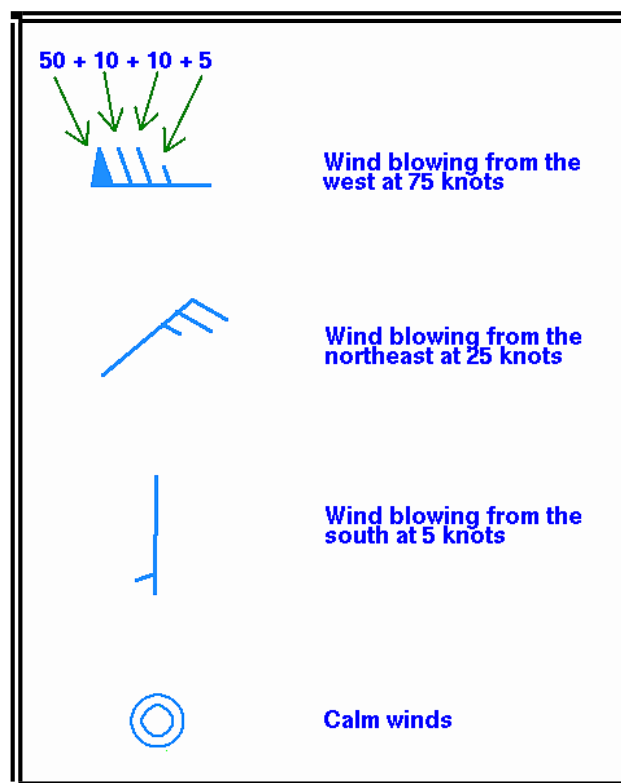 50 + 10 + 10 + 5
Wind blowing from the
west at 75 knots
Wind blowing from the
northeast at 25 knots
Wind blowing from the
south at 5 knots
Calm winds